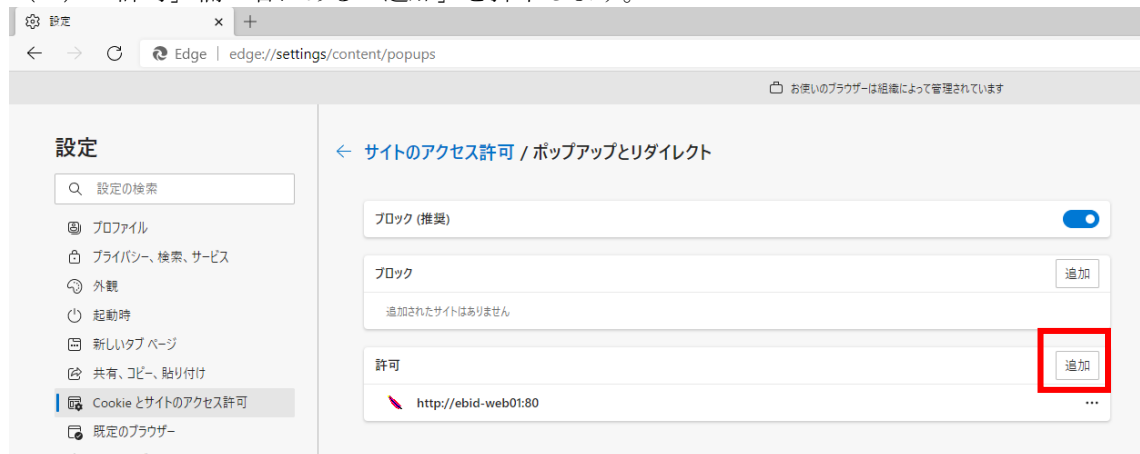 設定
Edge | edge://settings/content/popups
お使いのブラウザーは組織によって管理されています
設定
設定の検索
プロファイル
プライバシー、検索、サービス
外観
起動時
新しいタブ ページ
共有、コピー、貼り付け
Cookie とサイトのアクセス許可
既定のブラウザー
サイトのアクセス許可 / ポップアップとリダイレクト
ブロック (推奨)
ブロック
追加
追加されたサイトはありません
許可
追加
http://ebid-web01:80